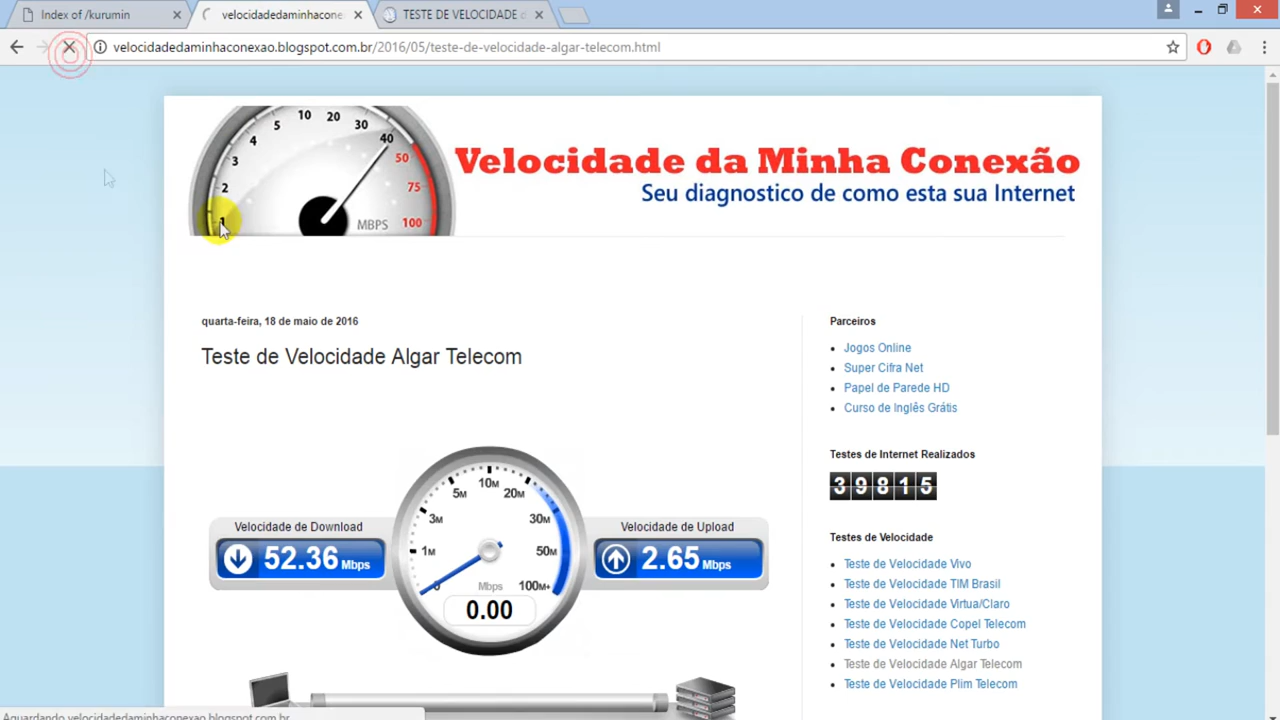 Index of /kurumin
velocidadedaminhacone
TESTE DE VELOCIDADE
velocidadedaminhaconexao.blogspot.com.br/2016/05/teste-de-velocidade-algar-telecom.html
1 2 3 4 5 10 20 30 40 50 75 100
MBPS
Velocidade da Minha Conexão
Seu diagnostico de como esta sua Internet
quarta-feira, 18 de maio de 2016
Teste de Velocidade Algar Telecom
Velocidade de Download
52.36 Mbps
0 1M 3M 5M 10M 20M 30M 50M 100M+
Mbps
0.00
Velocidade de Upload
2.65 Mbps
Parceiros
Jogos Online
Super Cifra Net
Papel de Parede HD
Curso de Inglês Grátis
Testes de Internet Realizados
39815
Testes de Velocidade
Teste de Velocidade Vivo
Teste de Velocidade TIM Brasil
Teste de Velocidade Virtua/Claro
Teste de Velocidade Copel Telecom
Teste de Velocidade Net Turbo
Teste de Velocidade Algar Telecom
Teste de Velocidade Plim Telecom
Aguardando velocidadedaminhaconexao.blogspot.com.br